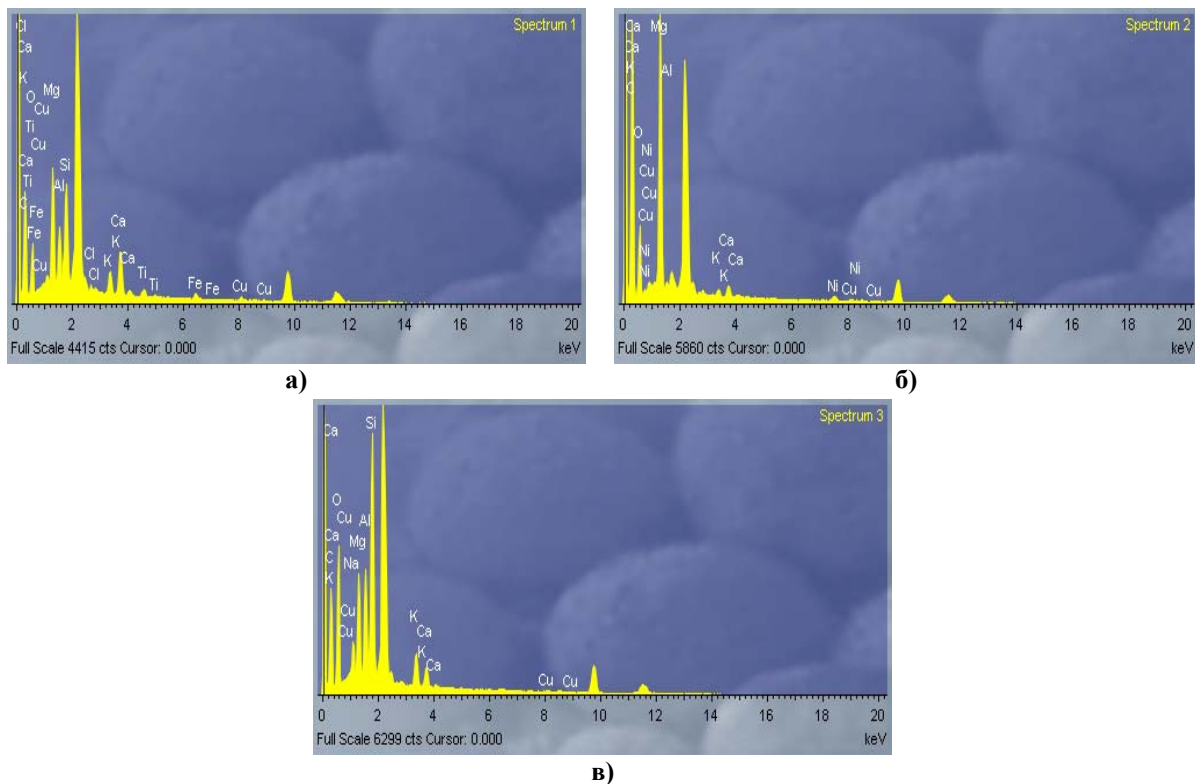 Spectrum 1
Cl
Ca
K
O
Mg
Cu
Ti
Cu
Ca
Si
Ti
Al
C
Fe
Fe
Cu
Cl
Cl
Ca
K
K
Ca
Ti
Ti
Fe
Fe
Cu
Cu
0 2 4 6 8 10 12 14 16 18 20
Full Scale 4415 cts Cursor: 0.000 keV
а)
Spectrum 2
Ca
Mg
Ca
K
Al
C
O
Ni
Cu
Cu
Cu
Ni
Ni
Ca
K
Ca
K
Ni
Ni
Cu
Cu
0 2 4 6 8 10 12 14 16 18 20
Full Scale 5860 cts Cursor: 0.000 keV
б)
Spectrum 3
Si
Ca
O
Cu
Al
Ca
Mg
C
Na
K
Cu
Cu
K
Ca
K
Ca
Cu
Cu
0 2 4 6 8 10 12 14 16 18 20
Full Scale 6299 cts Cursor: 0.000 keV
в)